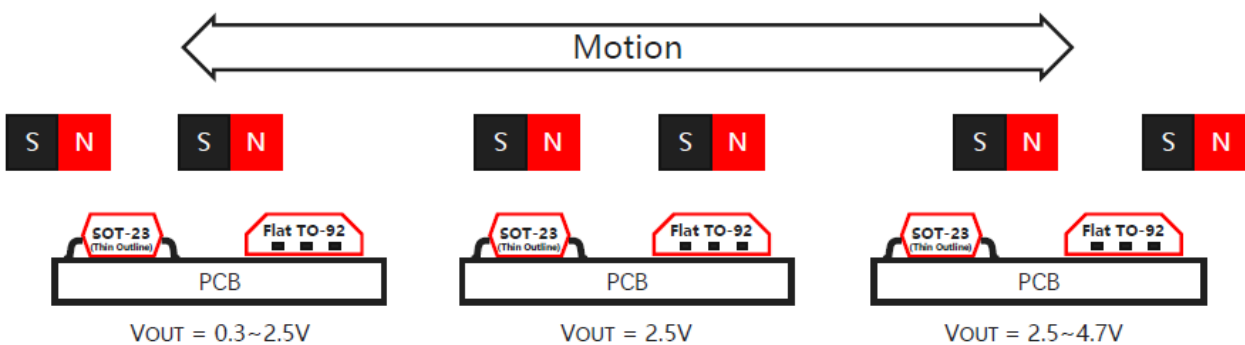 Motion
S N S N S N S N S N S N
SOT-23 Flat TO-92 SOT-23 Flat TO-92 SOT-23 Flat TO-92
(Thin Outline) (Thin Outline) (Thin Outline)
PCB PCB PCB
VOUT = 0.3~2.5V VOUT = 2.5V VOUT = 2.5~4.7V